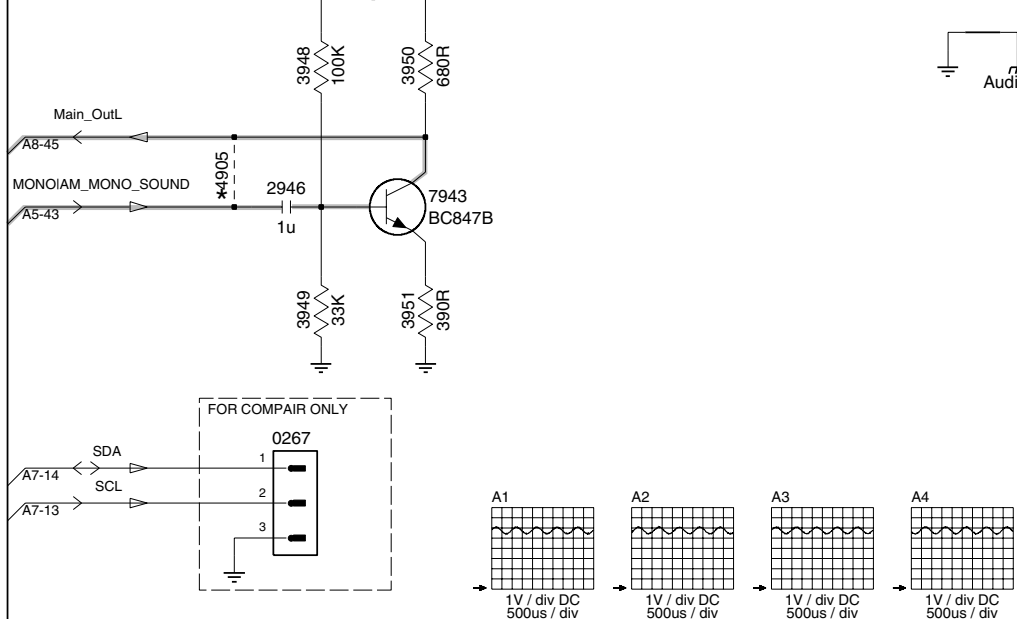 3948
100K
3950
680R
Audi
Main_OutL
A8-45
*4905
MONO|AM_MONO_SOUND
A5-43
2946
1u
7943
BC847B
3949
33K
3951
390R
FOR COMPAIR ONLY
0267
SDA
1
A7-14
SCL
2
A7-13
3
A1
A2
A3
A4
1V / div DC
500us / div
1V / div DC
500us / div
1V / div DC
500us / div
1V / div DC
500us / div